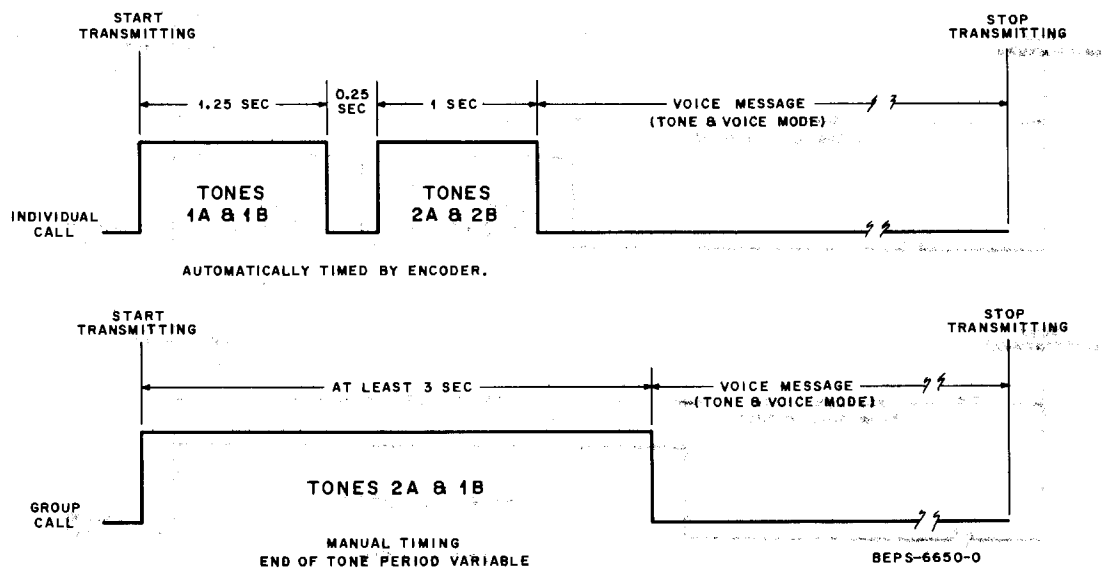 START
TRANSMITTING
STOP
TRANSMITTING
1.25 SEC
0.25
SEC
1 SEC
VOICE MESSAGE
(TONE & VOICE MODE)
TONES
1A & 1B
TONES
2A & 2B
INDIVIDUAL
CALL
AUTOMATICALLY TIMED BY ENCODER.
START
TRANSMITTING
STOP
TRANSMITTING
AT LEAST 3 SEC
VOICE MESSAGE
(TONE & VOICE MODE)
TONES 2A & 1B
GROUP
CALL
MANUAL TIMING
END OF TONE PERIOD VARIABLE
BEPS-6650-0